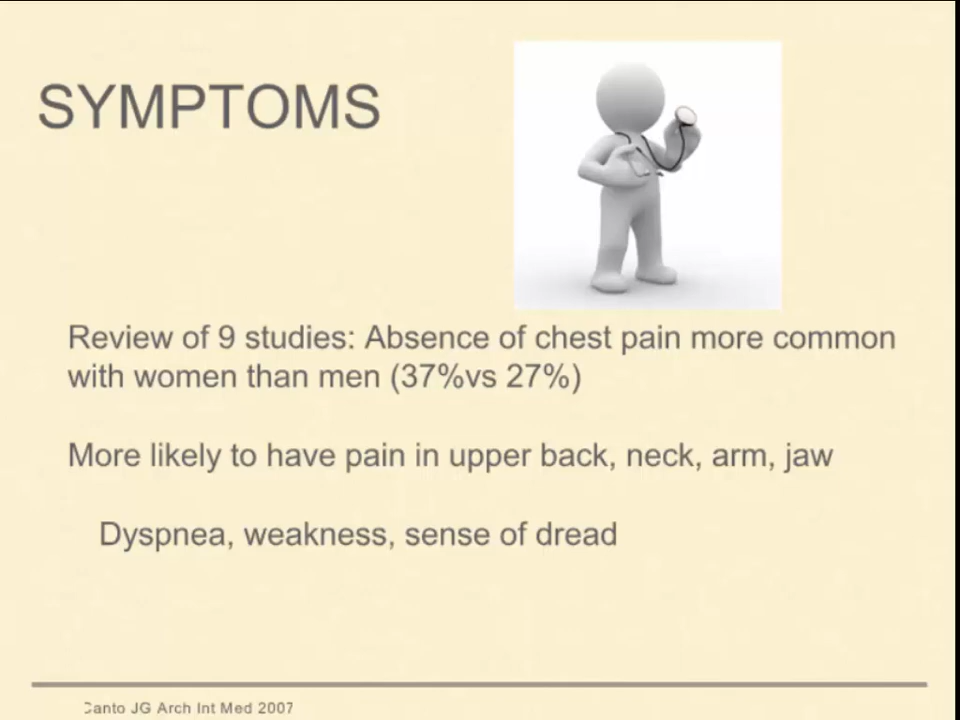 SYMPTOMS
Review of 9 studies: Absence of chest pain more common
with women than men (37%vs 27%)
More likely to have pain in upper back, neck, arm, jaw
Dyspnea, weakness, sense of dread
Canto JG Arch Int Med 2007